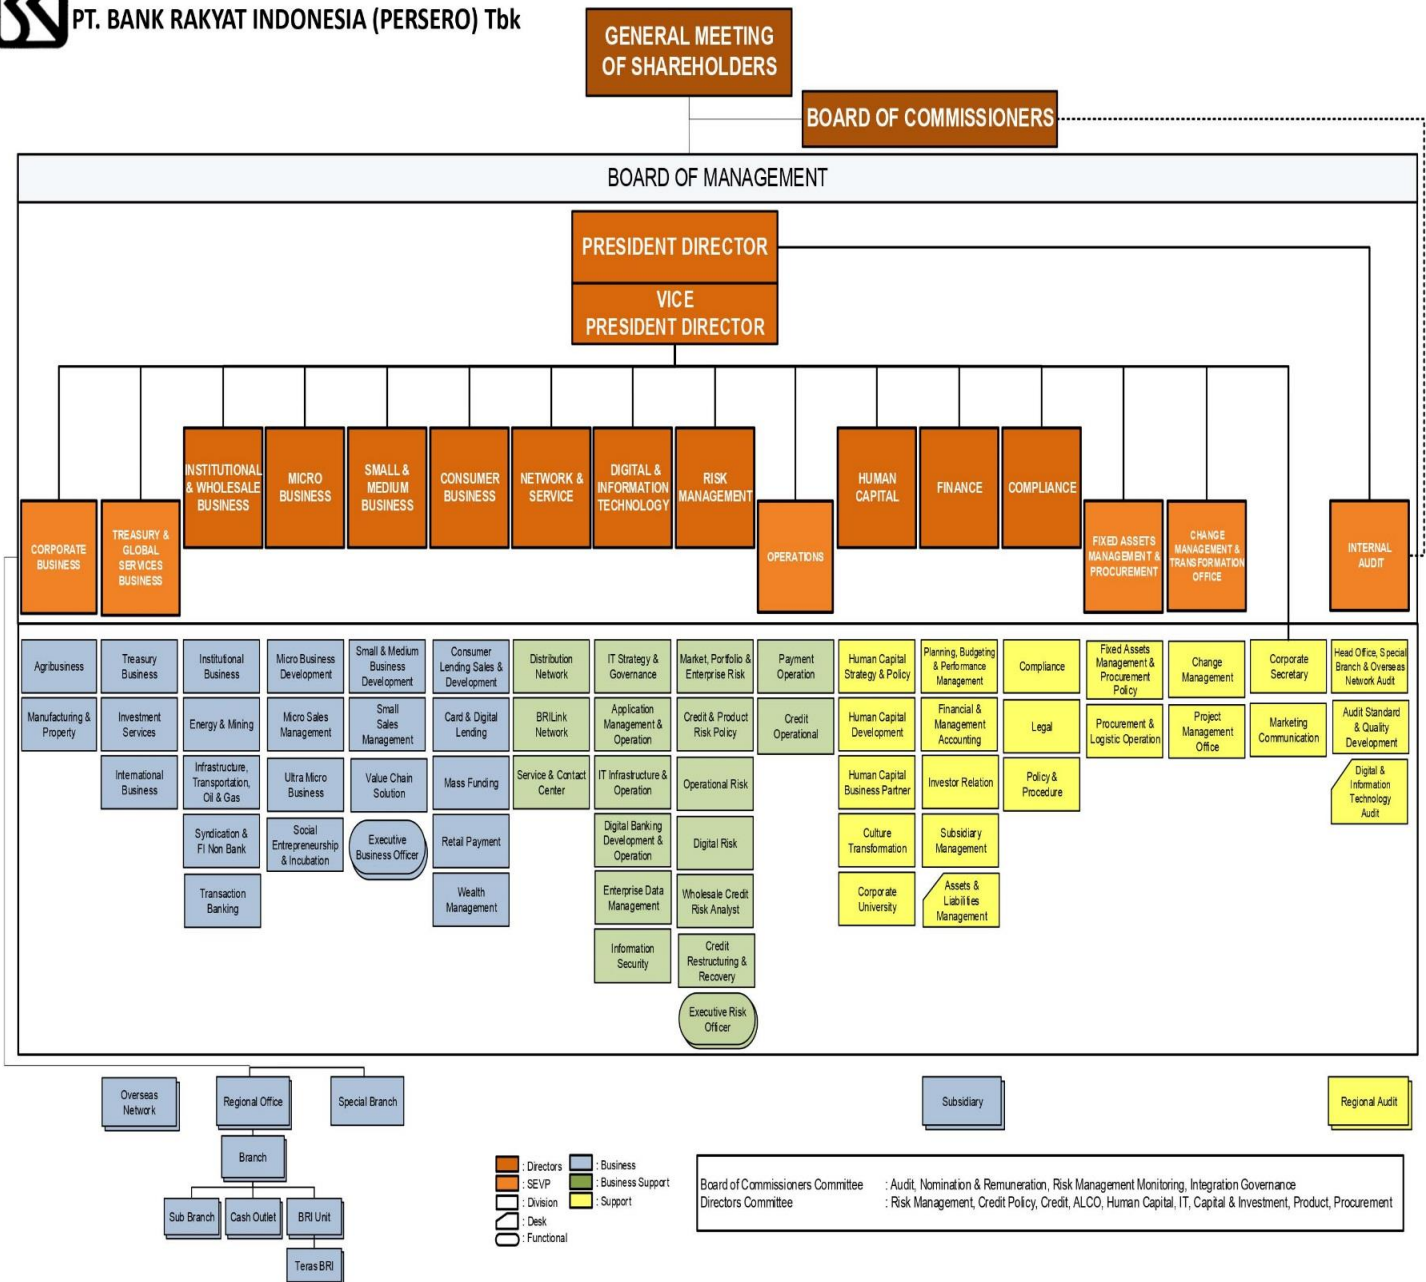 PT. BANK RAKYAT INDONESIA (PERSERO) Tbk
GENERAL MEETING
OF SHAREHOLDERS
BOARD OF COMMISSIONERS
BOARD OF MANAGEMENT
PRESIDENT DIRECTOR
VICE
PRESIDENT DIRECTOR
CORPORATE
BUSINESS
TREASURY &
GLOBAL
SERVICES
BUSINESS
INSTITUTIONAL
& WHOLESALE
BUSINESS
MICRO
BUSINESS
SMALL &
MEDIUM
BUSINESS
CONSUMER
BUSINESS
NETWORK &
SERVICE
DIGITAL &
INFORMATION
TECHNOLOGY
RISK
MANAGEMENT
OPERATIONS
HUMAN
CAPITAL
FINANCE
COMPLIANCE
FIXED ASSETS
MANAGEMENT &
PROCUREMENT
CHANGE
MANAGEMENT &
TRANSFORMATION
OFFICE
INTERNAL
AUDIT
Agribusiness
Manufacturing &
Property
Treasury
Business
Investment
Services
International
Business
Institutional
Business
Energy & Mining
Infrastructure,
Transportation,
Oil & Gas
Syndication &
FI Non Bank
Transaction
Banking
Micro Business
Development
Micro Sales
Management
Ultra Micro
Business
Social
Entrepreneurship
& Incubation
Small & Medium
Business
Development
Small
Sales
Management
Value Chain
Solution
Executive
Business Officer
Consumer
Lending Sales &
Development
Card & Digital
Lending
Mass Funding
Retail Payment
Wealth
Management
Distribution
Network
BRILink
Network
Service & Contact
Center
IT Strategy &
Governance
Application
Management &
Operation
IT Infrastructure &
Operation
Digital Banking
Development &
Operation
Enterprise Data
Management
Information
Security
Market, Portfolio &
Enterprise Risk
Credit & Product
Risk Policy
Operational Risk
Digital Risk
Wholesale Credit
Risk Analyst
Credit
Restructuring &
Recovery
Executive Risk
Officer
Payment
Operation
Credit
Operational
Human Capital
Strategy & Policy
Human Capital
Development
Human Capital
Business Partner
Culture
Transformation
Corporate
University
Planning, Budgeting
& Performance
Management
Financial &
Management
Accounting
Investor Relation
Subsidiary
Management
Assets &
Liabilities
Management
Compliance
Legal
Policy &
Procedure
Fixed Assets
Management &
Procurement
Policy
Procurement &
Logistic Operation
Change
Management
Project
Management
Office
Corporate
Secretary
Marketing
Communication
Head Office, Special
Branch & Overseas
Network Audit
Audit Standard
& Quality
Development
Digital &
Information
Technology
Audit
Overseas
Network
Regional Office
Special Branch
Subsidiary
Regional Audit
Branch
Sub Branch
Cash Outlet
BRI Unit
Teras BRI
: Directors
: SEVP
: Division
: Desk
: Functional
: Business
: Business Support
: Support
Board of Commissioners Committee : Audit, Nomination & Remuneration, Risk Management Monitoring, Integration Governance
Directors Committee : Risk Management, Credit Policy, Credit, ALCO, Human Capital, IT, Capital & Investment, Product, Procurement